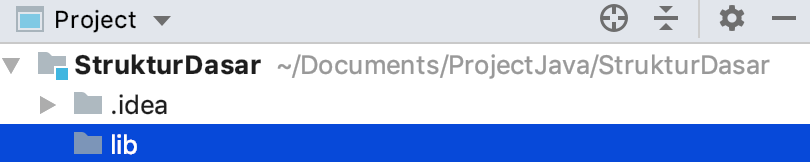 Project
StrukturDasar ~/Documents/ProjectJava/StrukturDasar
.idea
lib